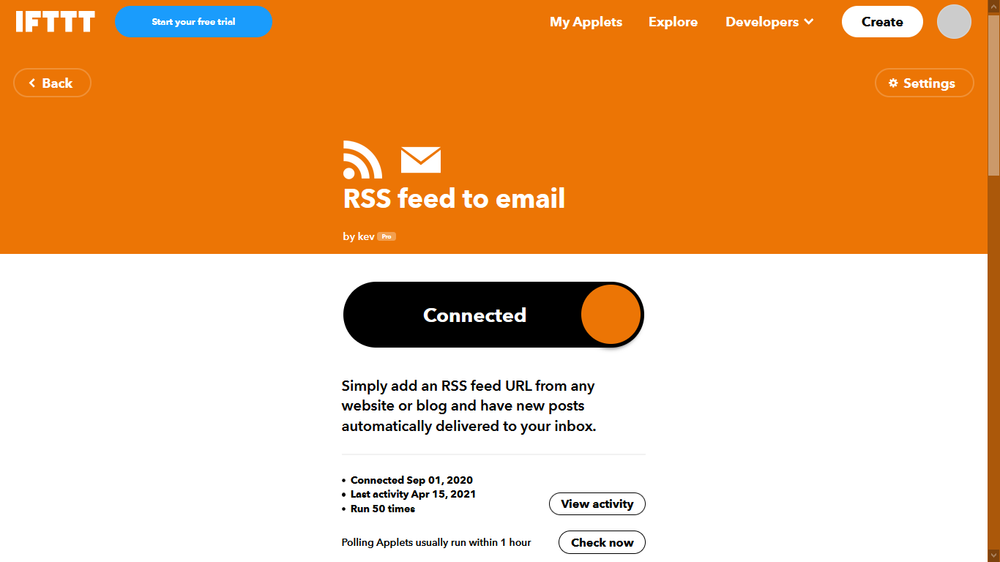 IFTTT
Start your free trial
My Applets
Explore
Developers
Create
Back
Settings
RSS feed to email
by kev Pro
Connected
Simply add an RSS feed URL from any
website or blog and have new posts
automatically delivered to your inbox.
• Connected Sep 01, 2020
• Last activity Apr 15, 2021
• Run 50 times
View activity
Polling Applets usually run within 1 hour
Check now